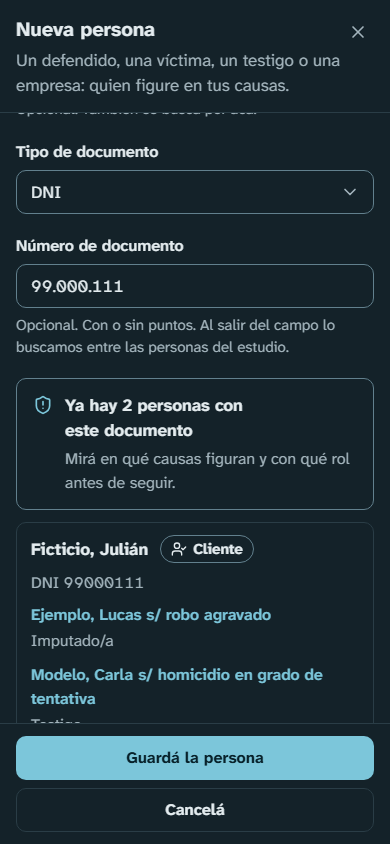 Nueva persona
Un defendido, una víctima, un testigo o una
empresa: quien figure en tus causas.
Tipo de documento
DNI
Número de documento
99.000.111
Opcional. Con o sin puntos. Al salir del campo lo
buscamos entre las personas del estudio.
Ya hay 2 personas con
este documento
Mirá en qué causas figuran y con qué rol
antes de seguir.
Ficticio, Julián
Cliente
DNI 99000111
Ejemplo, Lucas s/ robo agravado
Imputado/a
Modelo, Carla s/ homicidio en grado de
tentativa
Testigo
Guardá la persona
Cancelá